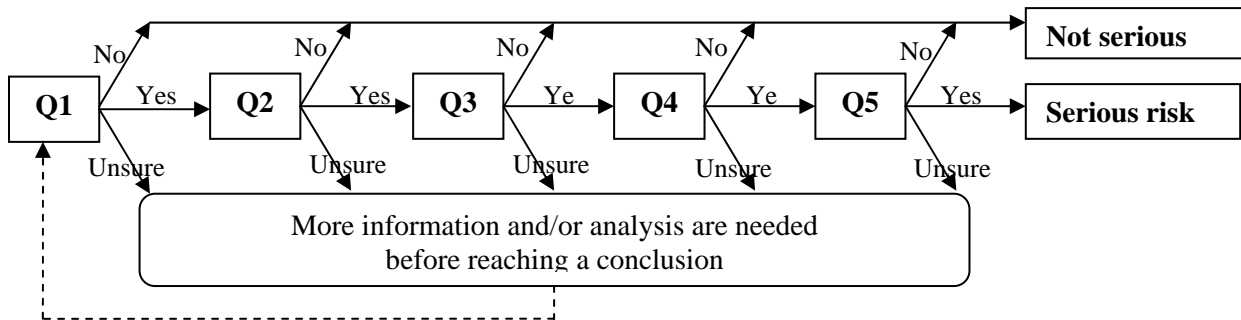 No No No No No Not serious
Q1 Yes Q2 Yes Q3 Ye Q4 Ye Q5 Yes Serious risk
Unsure Unsure Unsure Unsure Unsure
More information and/or analysis are needed
before reaching a conclusion